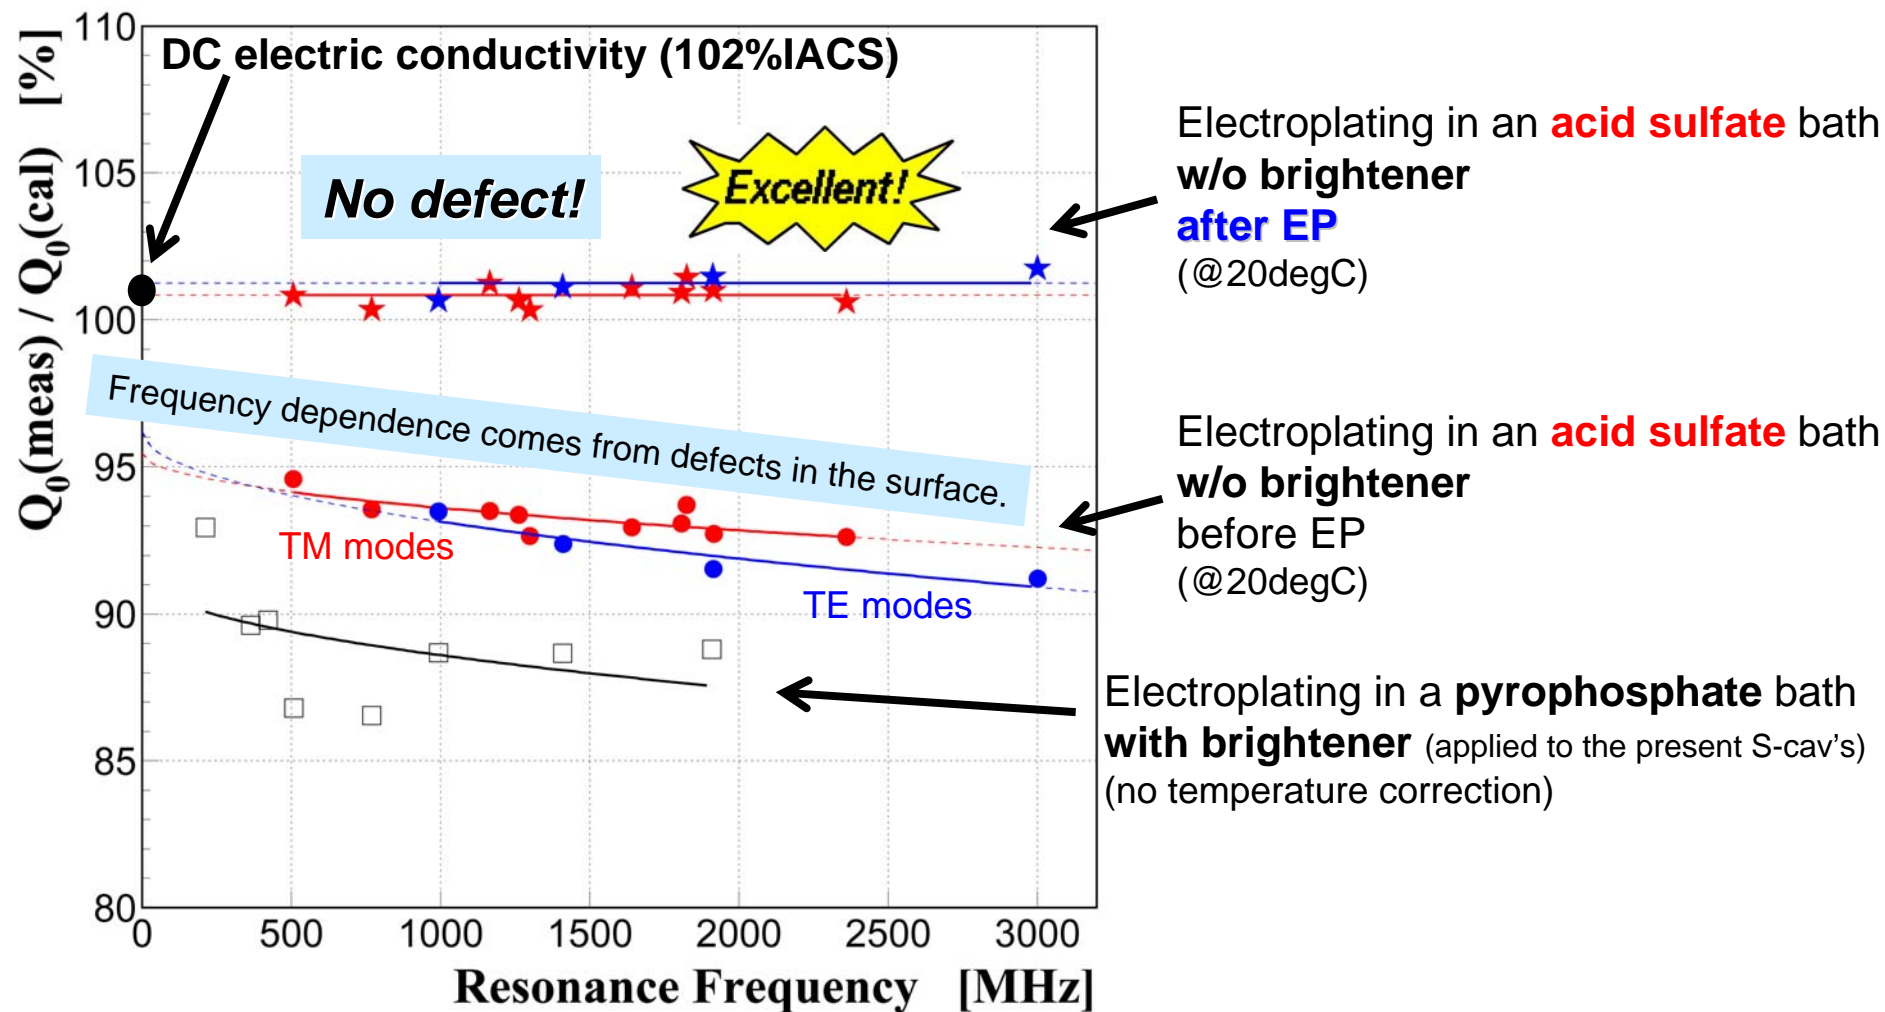 Q₀(meas) / Q₀(cal) [%]
110
105
100
95
90
85
80
DC electric conductivity (102%IACS)
No defect!
Excellent!
Frequency dependence comes from defects in the surface.
TM modes
TE modes
0 500 1000 1500 2000 2500 3000
Resonance Frequency [MHz]
Electroplating in an acid sulfate bath
w/o brightener
after EP
(@20degC)
Electroplating in an acid sulfate bath
w/o brightener
before EP
(@20degC)
Electroplating in a pyrophosphate bath
with brightener (applied to the present S-cav's)
(no temperature correction)